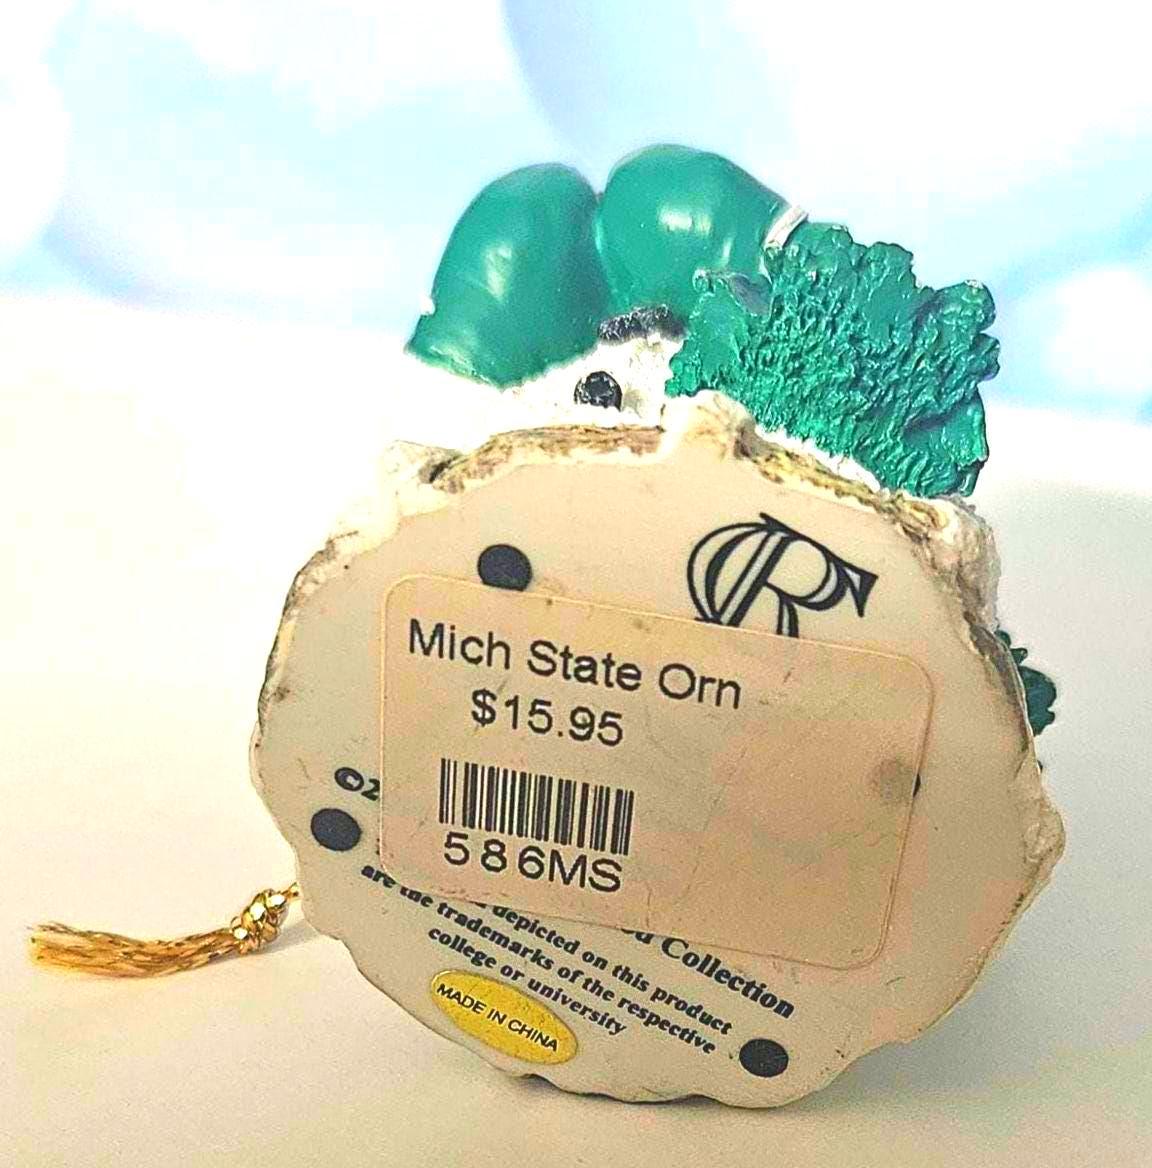 Mich State Orn
$15.95
586MS
©2
Collection
depicted on this product
are the trademarks of the respective
college or university
MADE IN CHINA